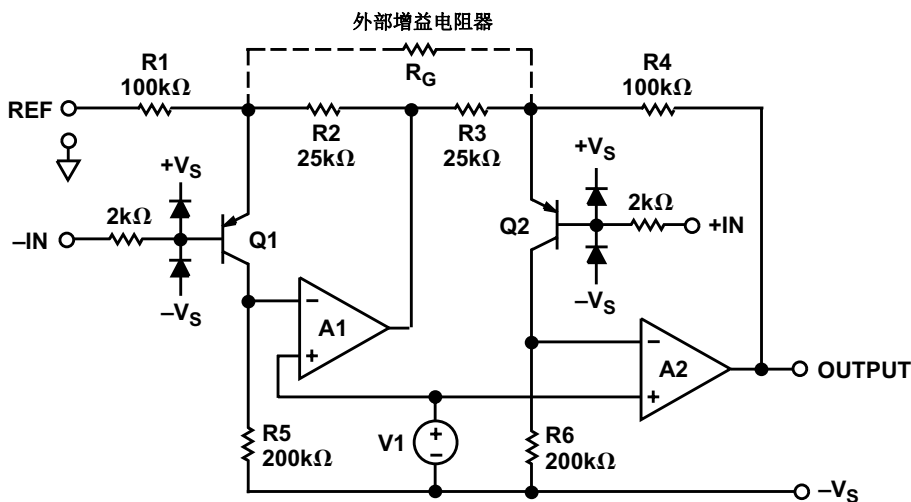 外部增益电阻器
R_G
R1
100kΩ
R4
100kΩ
REF
R2
25kΩ
R3
25kΩ
+V_S
+V_S
2kΩ
2kΩ
–IN
Q1
Q2
+IN
–V_S
–V_S
–
A1
+
–
A2
+
OUTPUT
R5
200kΩ
V1
+
–
R6
200kΩ
–V_S